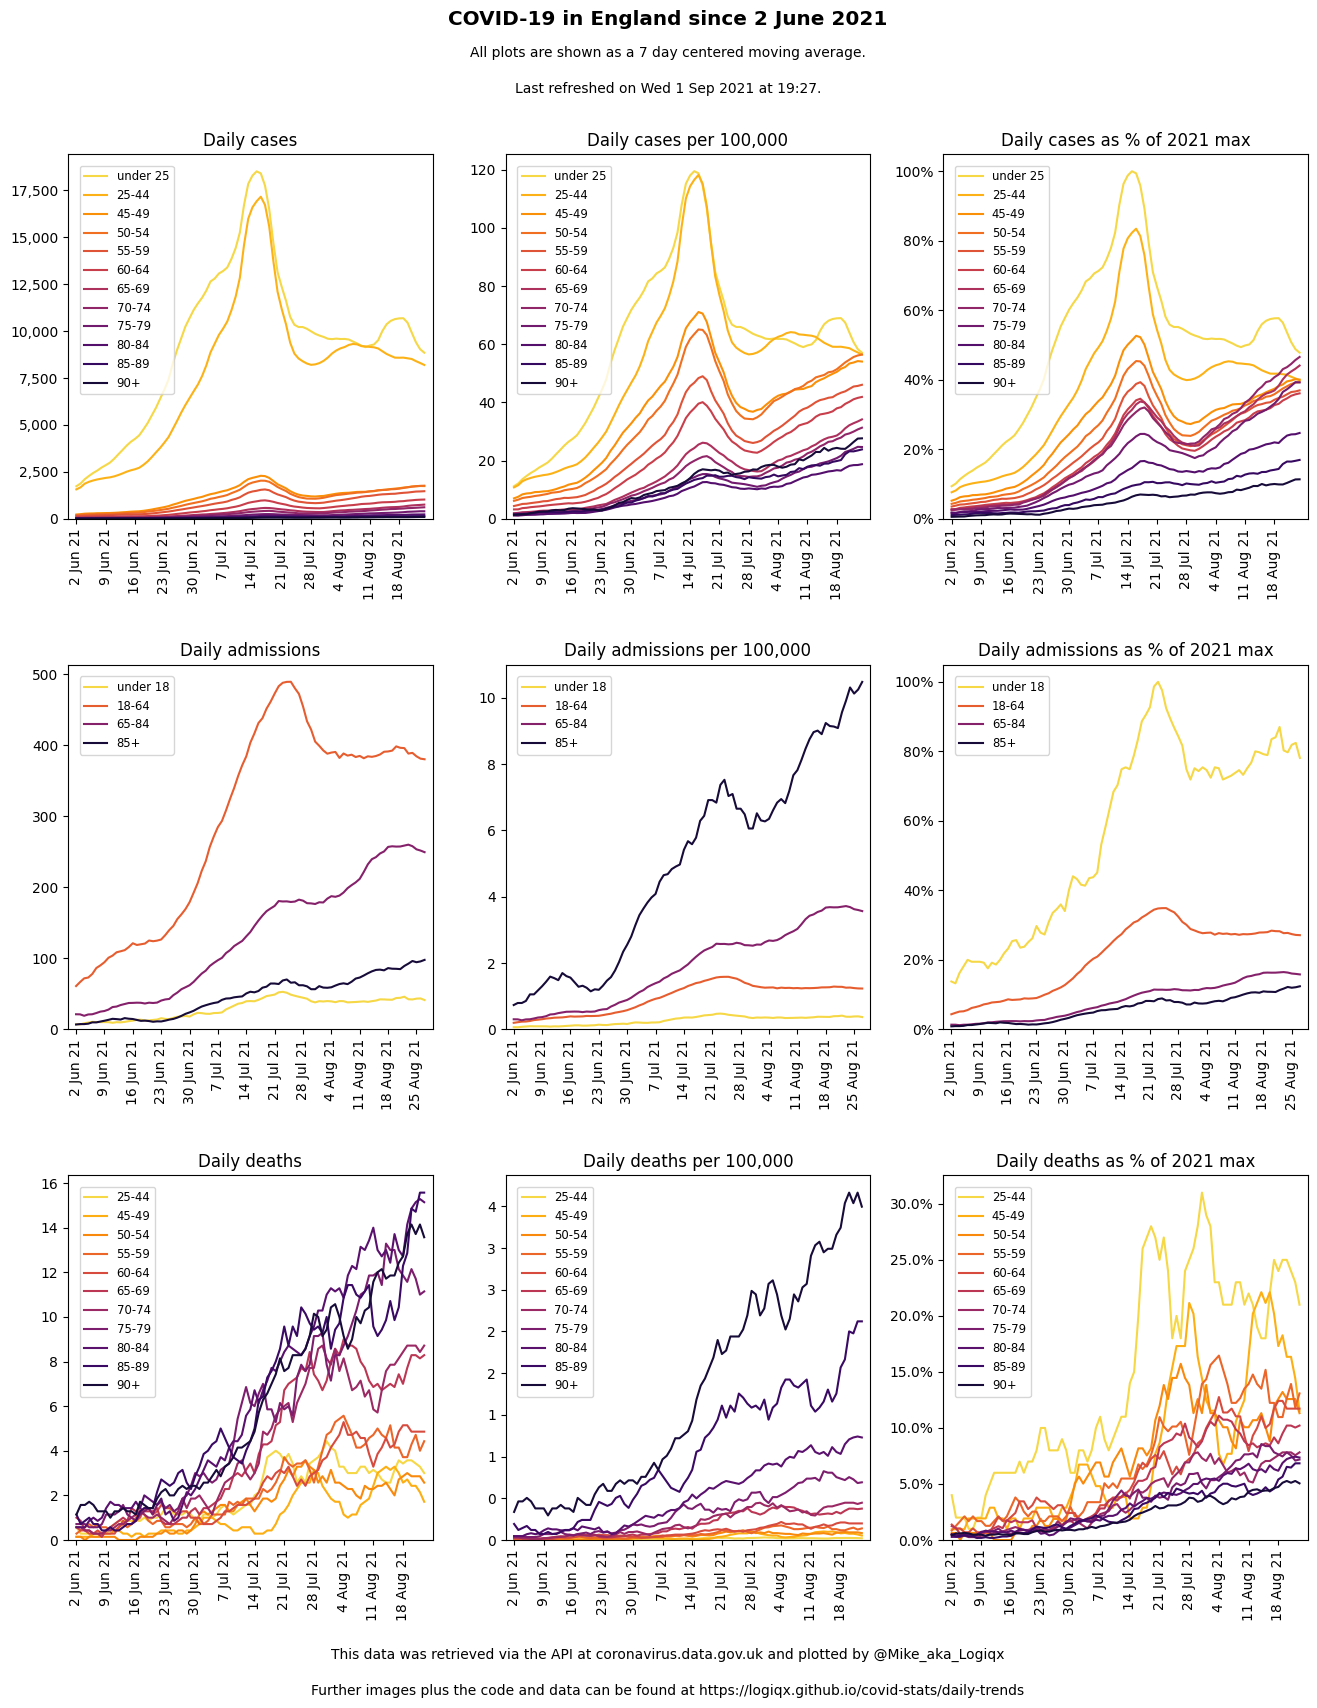 COVID-19 in England since 2 June 2021
All plots are shown as a 7 day centered moving average.
Last refreshed on Wed 1 Sep 2021 at 19:27.
Daily cases
17,500
15,000
12,500
10,000
7,500
5,000
2,500
0
under 25
25-44
45-49
50-54
55-59
60-64
65-69
70-74
75-79
80-84
85-89
90+
2 Jun 21
9 Jun 21
16 Jun 21
23 Jun 21
30 Jun 21
7 Jul 21
14 Jul 21
21 Jul 21
28 Jul 21
4 Aug 21
11 Aug 21
18 Aug 21
Daily cases per 100,000
120
100
80
60
40
20
0
under 25
25-44
45-49
50-54
55-59
60-64
65-69
70-74
75-79
80-84
85-89
90+
2 Jun 21
9 Jun 21
16 Jun 21
23 Jun 21
30 Jun 21
7 Jul 21
14 Jul 21
21 Jul 21
28 Jul 21
4 Aug 21
11 Aug 21
18 Aug 21
Daily cases as % of 2021 max
100%
80%
60%
40%
20%
0%
under 25
25-44
45-49
50-54
55-59
60-64
65-69
70-74
75-79
80-84
85-89
90+
2 Jun 21
9 Jun 21
16 Jun 21
23 Jun 21
30 Jun 21
7 Jul 21
14 Jul 21
21 Jul 21
28 Jul 21
4 Aug 21
11 Aug 21
18 Aug 21
Daily admissions
500
400
300
200
100
0
under 18
18-64
65-84
85+
2 Jun 21
9 Jun 21
16 Jun 21
23 Jun 21
30 Jun 21
7 Jul 21
14 Jul 21
21 Jul 21
28 Jul 21
4 Aug 21
11 Aug 21
18 Aug 21
25 Aug 21
Daily admissions per 100,000
10
8
6
4
2
0
under 18
18-64
65-84
85+
2 Jun 21
9 Jun 21
16 Jun 21
23 Jun 21
30 Jun 21
7 Jul 21
14 Jul 21
21 Jul 21
28 Jul 21
4 Aug 21
11 Aug 21
18 Aug 21
25 Aug 21
Daily admissions as % of 2021 max
100%
80%
60%
40%
20%
0%
under 18
18-64
65-84
85+
2 Jun 21
9 Jun 21
16 Jun 21
23 Jun 21
30 Jun 21
7 Jul 21
14 Jul 21
21 Jul 21
28 Jul 21
4 Aug 21
11 Aug 21
18 Aug 21
25 Aug 21
Daily deaths
16
14
12
10
8
6
4
2
0
25-44
45-49
50-54
55-59
60-64
65-69
70-74
75-79
80-84
85-89
90+
2 Jun 21
9 Jun 21
16 Jun 21
23 Jun 21
30 Jun 21
7 Jul 21
14 Jul 21
21 Jul 21
28 Jul 21
4 Aug 21
11 Aug 21
18 Aug 21
Daily deaths per 100,000
4
3
3
2
2
1
1
0
0
25-44
45-49
50-54
55-59
60-64
65-69
70-74
75-79
80-84
85-89
90+
2 Jun 21
9 Jun 21
16 Jun 21
23 Jun 21
30 Jun 21
7 Jul 21
14 Jul 21
21 Jul 21
28 Jul 21
4 Aug 21
11 Aug 21
18 Aug 21
Daily deaths as % of 2021 max
30.0%
25.0%
20.0%
15.0%
10.0%
5.0%
0.0%
25-44
45-49
50-54
55-59
60-64
65-69
70-74
75-79
80-84
85-89
90+
2 Jun 21
9 Jun 21
16 Jun 21
23 Jun 21
30 Jun 21
7 Jul 21
14 Jul 21
21 Jul 21
28 Jul 21
4 Aug 21
11 Aug 21
18 Aug 21
This data was retrieved via the API at coronavirus.data.gov.uk and plotted by @Mike_aka_Logiqx
Further images plus the code and data can be found at https://logiqx.github.io/covid-stats/daily-trends